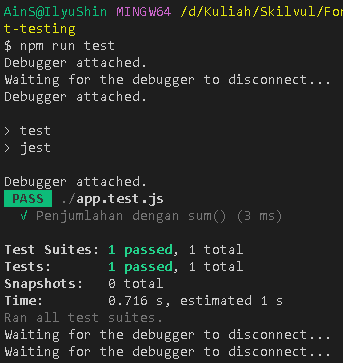 AinS@IlyuShin MINGW64 /d/Kuliah/Skilvul/For
t-testing
$ npm run test
Debugger attached.
Waiting for the debugger to disconnect...
Debugger attached.
> test
> jest
Debugger attached.
PASS ./app.test.js
√ Penjumlahan dengan sum() (3 ms)
Test Suites: 1 passed, 1 total
Tests: 1 passed, 1 total
Snapshots: 0 total
Time: 0.716 s, estimated 1 s
Ran all test suites.
Waiting for the debugger to disconnect...
Waiting for the debugger to disconnect...